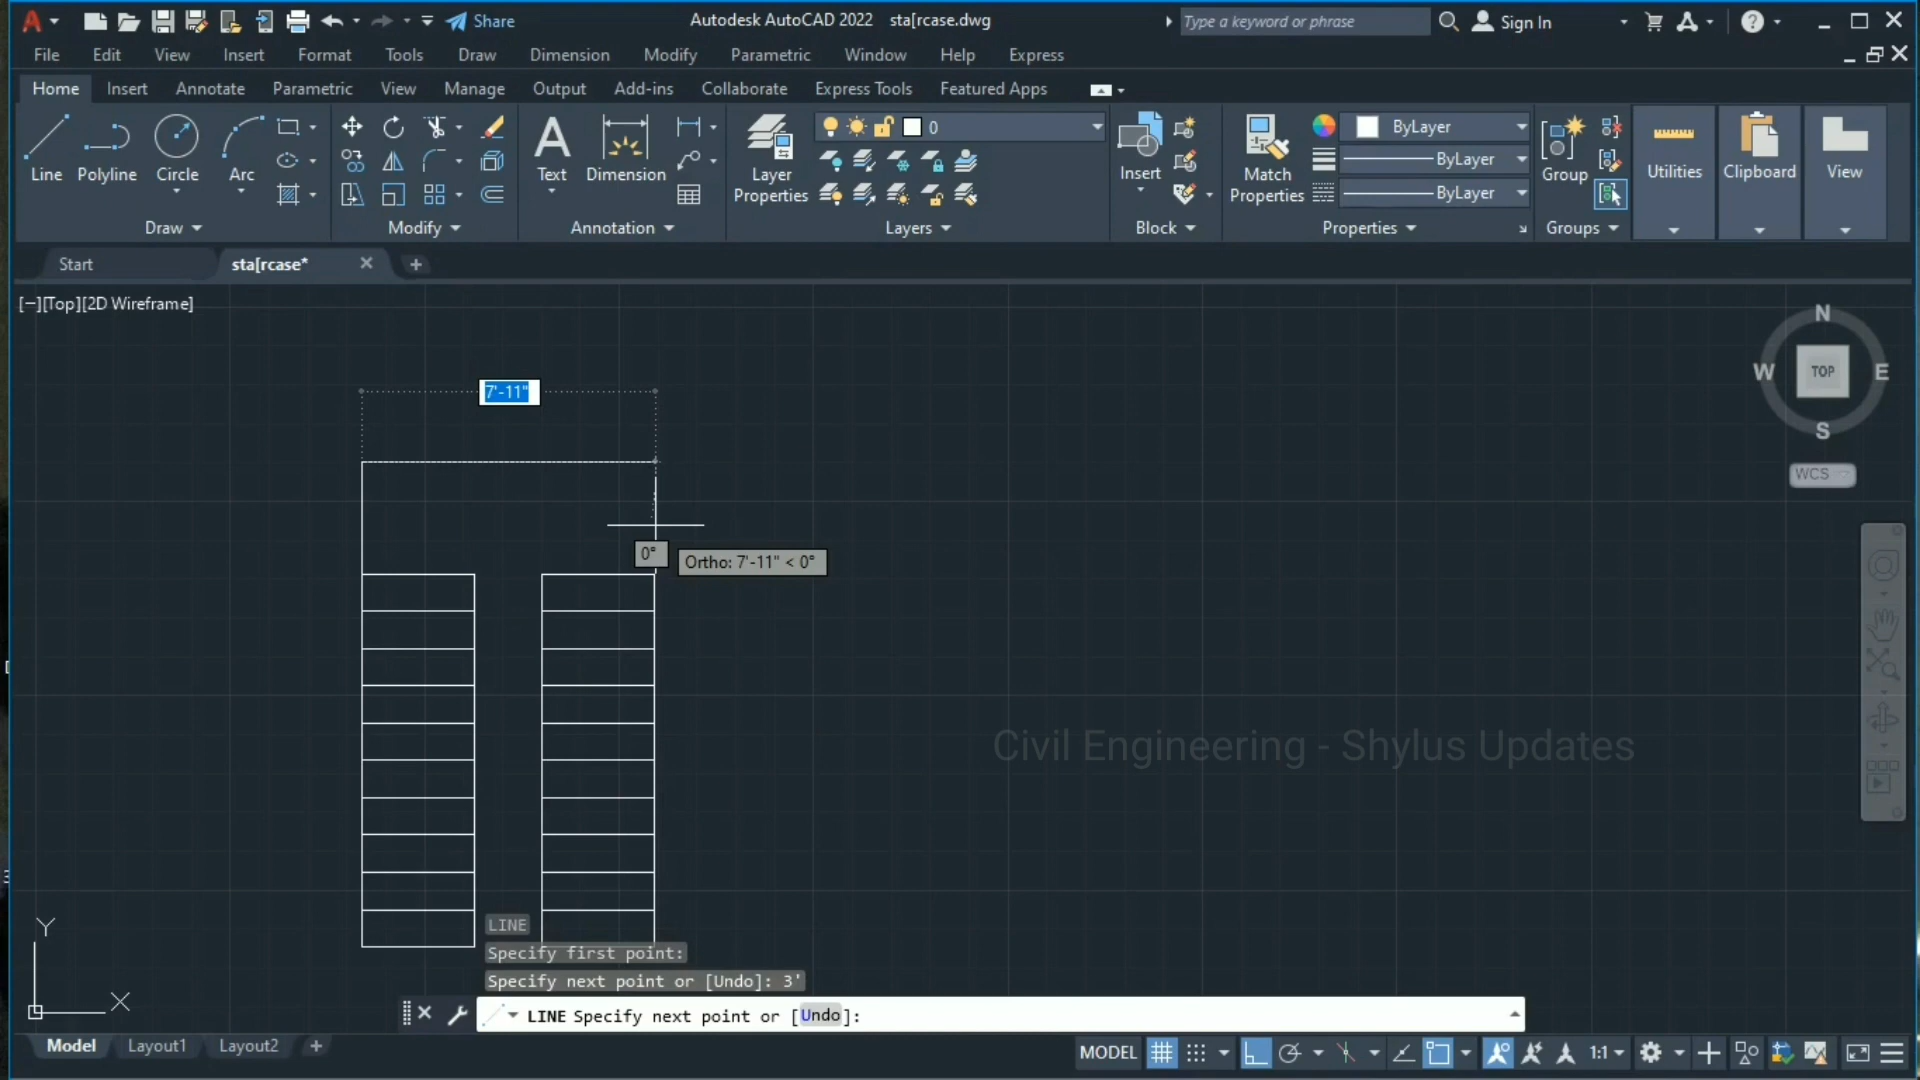 Share
Autodesk AutoCAD 2022 sta[rcase.dwg
Type a keyword or phrase
Sign In
File Edit View Insert Format Tools Draw Dimension Modify Parametric Window Help Express
Home Insert Annotate Parametric View Manage Output Add-ins Collaborate Express Tools Featured Apps
0
ByLayer
ByLayer
ByLayer
Line Polyline Circle Arc
Text Dimension
Layer Properties
Insert
Match Properties
Group
Utilities
Clipboard
View
Draw Modify Annotation Layers Block Properties Groups
Start
sta[rcase*
[−][Top][2D Wireframe]
N
W TOP E
S
WCS
7'-11"
0°
Ortho: 7'-11" < 0°
Civil Engineering - Shylus Updates
Y
X
LINE
Specify first point:
Specify next point or [Undo]: 3'
LINE Specify next point or [Undo]:
Model Layout1 Layout2
MODEL
1:1